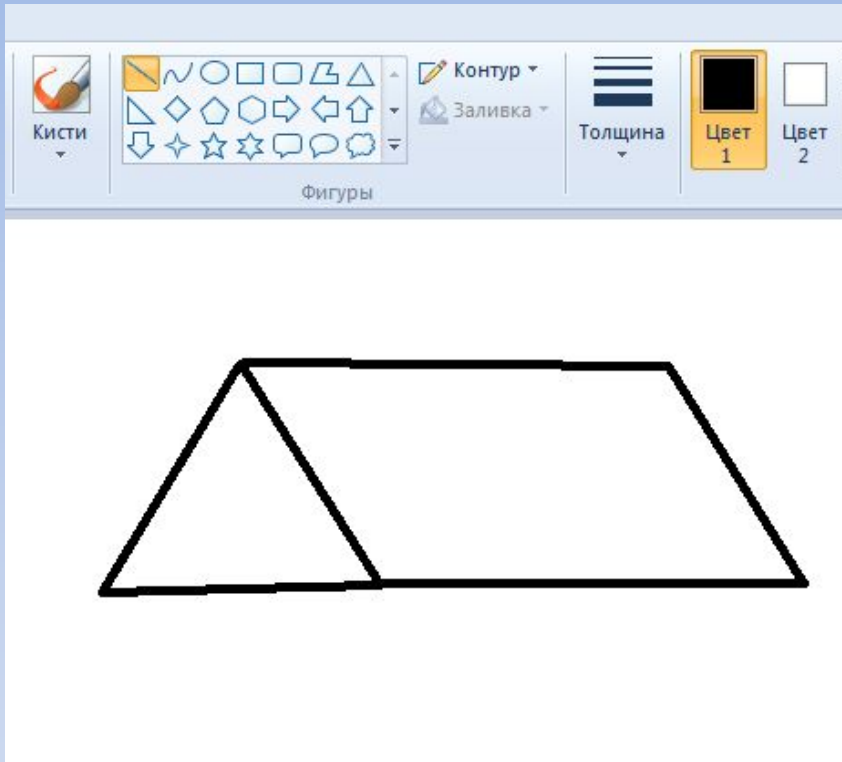 Кисти
Контур
Заливка
Фигуры
Толщина
Цвет
1
Цвет
2